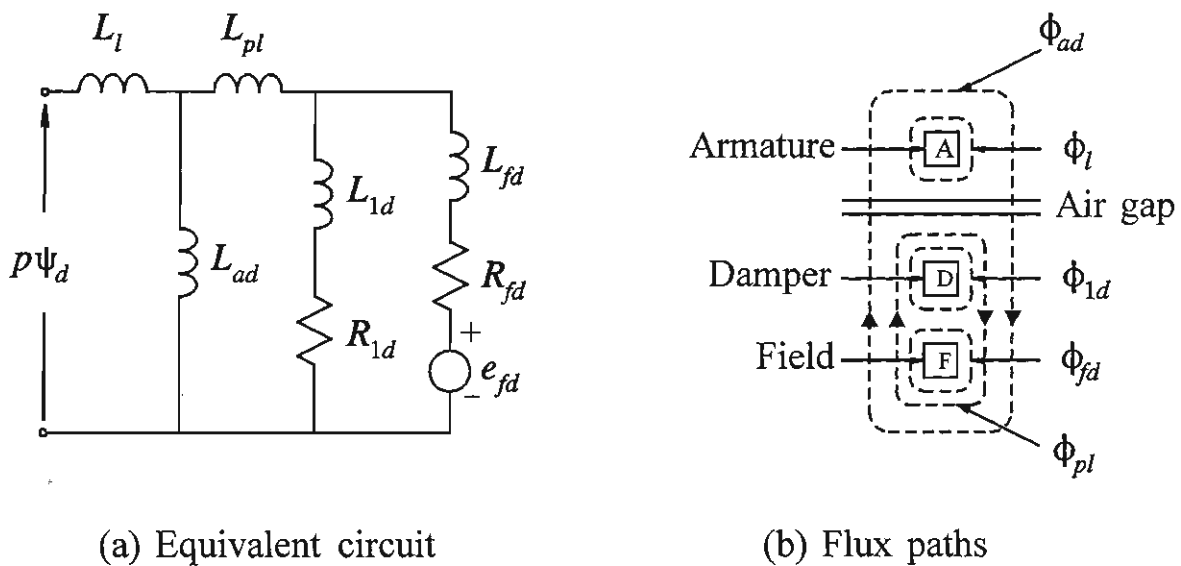 L_l
L_pl
pψ_d
L_ad
L_1d
R_1d
L_fd
R_fd
+
e_fd
−
(a) Equivalent circuit
ϕ_ad
Armature
A
ϕ_l
Air gap
Damper
D
ϕ_1d
Field
F
ϕ_fd
ϕ_pl
(b) Flux paths